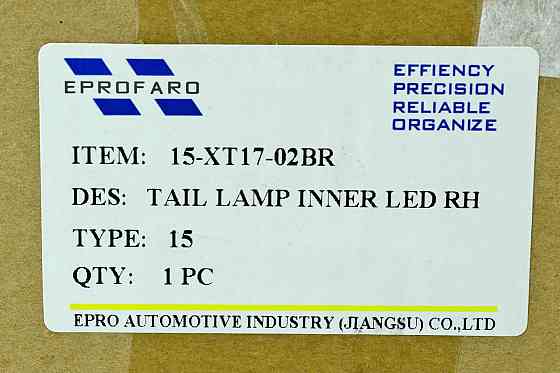 EPROFARO
EFFIENCY
PRECISION
RELIABLE
ORGANIZE
ITEM: 15-XT17-02BR
DES: TAIL LAMP INNER LED RH
TYPE: 15
QTY: 1 PC
EPRO AUTOMOTIVE INDUSTRY (JIANGSU) CO.,LTD